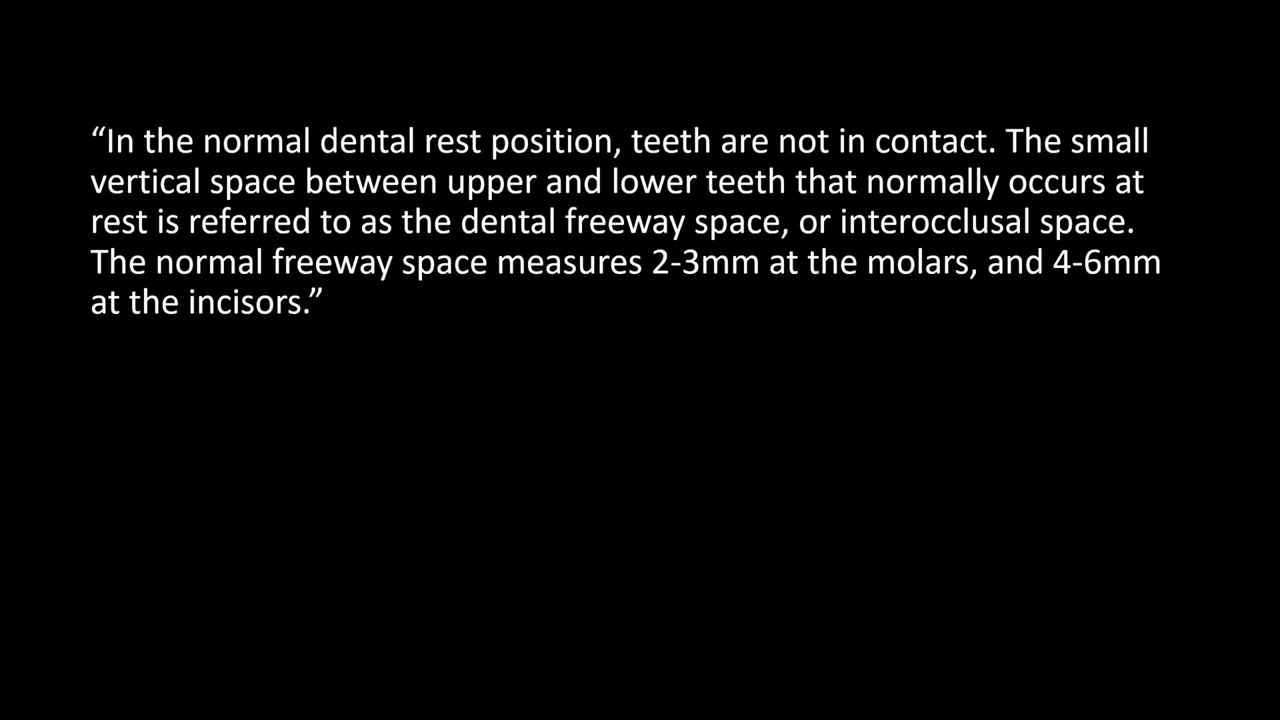 “In the normal dental rest position, teeth are not in contact. The small
vertical space between upper and lower teeth that normally occurs at
rest is referred to as the dental freeway space, or interocclusal space.
The normal freeway space measures 2-3mm at the molars, and 4-6mm
at the incisors.”